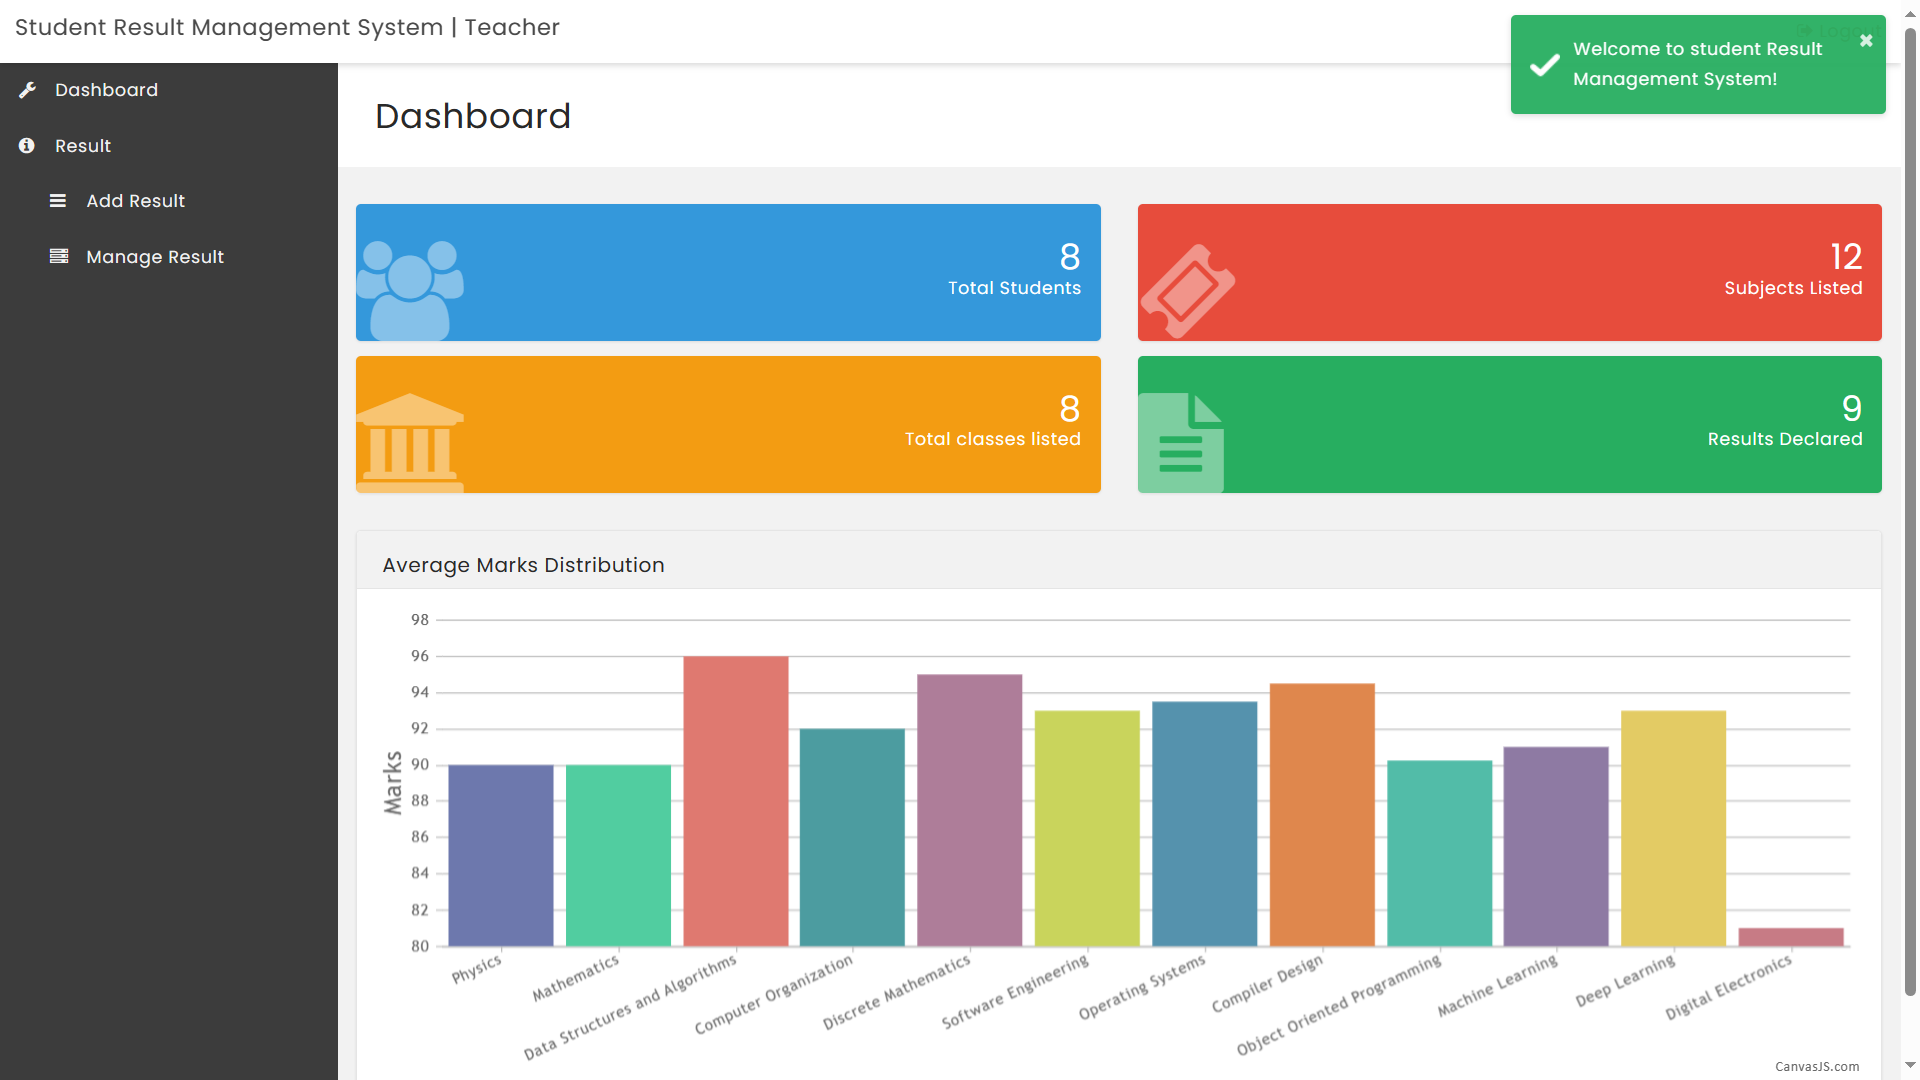 Student Result Management System | Teacher
Welcome to student Result
Management System!
Dashboard
Result
Add Result
Manage Result
Dashboard
8
Total Students
12
Subjects Listed
8
Total classes listed
9
Results Declared
Average Marks Distribution
98
96
94
92
90
88
86
84
82
80
Marks
Physics
Mathematics
Data Structures and Algorithms
Computer Organization
Discrete Mathematics
Software Engineering
Operating Systems
Compiler Design
Object Oriented Programming
Machine Learning
Deep Learning
Digital Electronics
CanvasJS.com